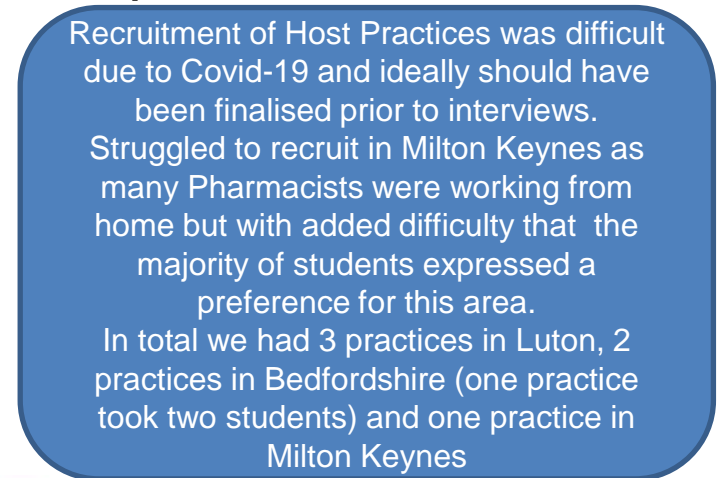 Recruitment of Host Practices was difficult
due to Covid-19 and ideally should have
been finalised prior to interviews.
Struggled to recruit in Milton Keynes as
many Pharmacists were working from
home but with added difficulty that the
majority of students expressed a
preference for this area.
In total we had 3 practices in Luton, 2
practices in Bedfordshire (one practice
took two students) and one practice in
Milton Keynes